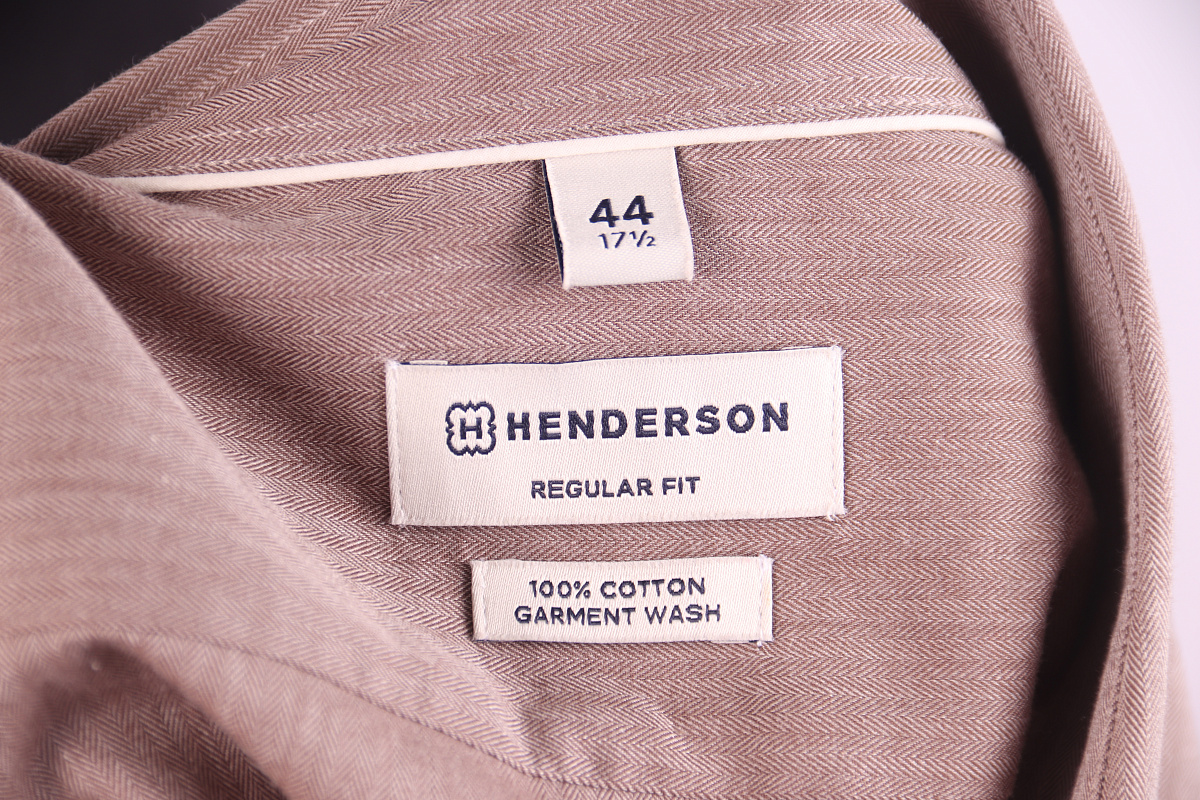 44
17½
H HENDERSON
REGULAR FIT
100% COTTON
GARMENT WASH